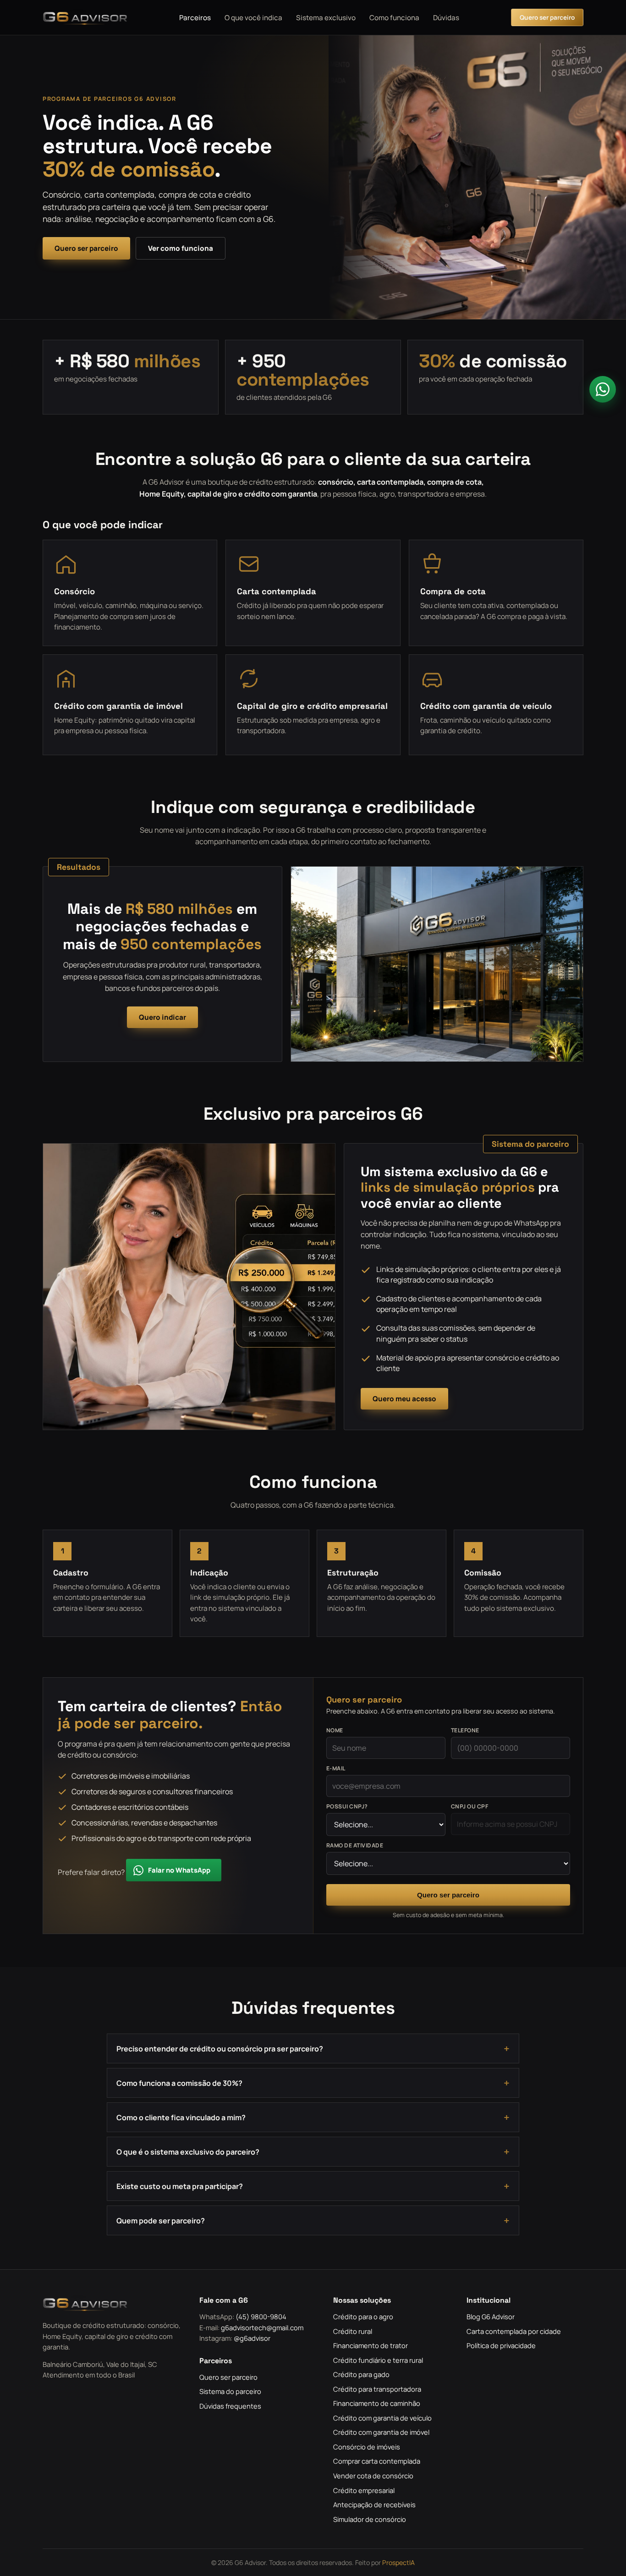 G6 ADVISOR
Parceiros
O que você indica
Sistema exclusivo
Como funciona
Dúvidas
Quero ser parceiro
PROGRAMA DE PARCEIROS G6 ADVISOR
Você indica. A G6
estrutura. Você recebe
30% de comissão.
Consórcio, carta contemplada, compra de cota e crédito
estruturado pra carteira que você já tem. Sem precisar operar
nada: análise, negociação e acompanhamento ficam com a G6.
Quero ser parceiro
Ver como funciona
G6
SOLUÇÕES
QUE MOVEM
O SEU NEGÓCIO
G6
+ R$ 580 milhões
em negociações fechadas
+ 950
contemplações
de clientes atendidos pela G6
30% de comissão
pra você em cada operação fechada
Encontre a solução G6 para o cliente da sua carteira
A G6 Advisor é uma boutique de crédito estruturado: consórcio, carta contemplada, compra de cota,
Home Equity, capital de giro e crédito com garantia, pra pessoa física, agro, transportadora e empresa.
O que você pode indicar
Consórcio
Imóvel, veículo, caminhão, máquina ou serviço.
Planejamento de compra sem juros de
financiamento.
Carta contemplada
Crédito já liberado pra quem não pode esperar
sorteio nem lance.
Compra de cota
Seu cliente tem cota ativa, contemplada ou
cancelada parada? A G6 compra e paga à vista.
Crédito com garantia de imóvel
Home Equity: patrimônio quitado vira capital
pra empresa ou pessoa física.
Capital de giro e crédito empresarial
Estruturação sob medida pra empresa, agro e
transportadora.
Crédito com garantia de veículo
Frota, caminhão ou veículo quitado como
garantia de crédito.
Indique com segurança e credibilidade
Seu nome vai junto com a indicação. Por isso a G6 trabalha com processo claro, proposta transparente e
acompanhamento em cada etapa, do primeiro contato ao fechamento.
Resultados
Mais de R$ 580 milhões em
negociações fechadas e
mais de 950 contemplações
Operações estruturadas pra produtor rural, transportadora,
empresa e pessoa física, com as principais administradoras,
bancos e fundos parceiros do país.
Quero indicar
G6 ADVISOR
G6
ADVISOR
Exclusivo pra parceiros G6
VEÍCULOS
MÁQUINAS
Crédito
Parcela (R
R$ 749,85
R$ 250.000
R$ 1.249,
R$ 400.000
R$ 1.999,
R$ 500.000
R$ 2.499,
R$ 750.000
R$ 3.749,
R$ 1.000.000
Sistema do parceiro
Um sistema exclusivo da G6 e
links de simulação próprios pra
você enviar ao cliente
Você não precisa de planilha nem de grupo de WhatsApp pra
controlar indicação. Tudo fica no sistema, vinculado ao seu
nome.
Links de simulação próprios: o cliente entra por eles e já
fica registrado como sua indicação
Cadastro de clientes e acompanhamento de cada
operação em tempo real
Consulta das suas comissões, sem depender de
ninguém pra saber o status
Material de apoio pra apresentar consórcio e crédito ao
cliente
Quero meu acesso
Como funciona
Quatro passos, com a G6 fazendo a parte técnica.
1
Cadastro
Preenche o formulário. A G6 entra
em contato pra entender sua
carteira e liberar seu acesso.
2
Indicação
Você indica o cliente ou envia o
link de simulação próprio. Ele já
entra no sistema vinculado a
você.
3
Estruturação
A G6 faz análise, negociação e
acompanhamento da operação do
início ao fim.
4
Comissão
Operação fechada, você recebe
30% de comissão. Acompanha
tudo pelo sistema exclusivo.
Tem carteira de clientes? Então
já pode ser parceiro.
O programa é pra quem já tem relacionamento com gente que precisa
de crédito ou consórcio:
Corretores de imóveis e imobiliárias
Corretores de seguros e consultores financeiros
Contadores e escritórios contábeis
Concessionárias, revendas e despachantes
Profissionais do agro e do transporte com rede própria
Prefere falar direto?
Falar no WhatsApp
Quero ser parceiro
Preenche abaixo. A G6 entra em contato pra liberar seu acesso ao sistema.
NOME
TELEFONE
Seu nome
(00) 00000-0000
E-MAIL
voce@empresa.com
POSSUI CNPJ?
CNPJ OU CPF
Selecione...
Informe acima se possui CNPJ
RAMO DE ATIVIDADE
Selecione...
Quero ser parceiro
Sem custo de adesão e sem meta mínima.
Dúvidas frequentes
Preciso entender de crédito ou consórcio pra ser parceiro?
+
Como funciona a comissão de 30%?
+
Como o cliente fica vinculado a mim?
+
O que é o sistema exclusivo do parceiro?
+
Existe custo ou meta pra participar?
+
Quem pode ser parceiro?
+
G6 ADVISOR
Boutique de crédito estruturado: consórcio,
Home Equity, capital de giro e crédito com
garantia.
Balneário Camboriú, Vale do Itajaí, SC
Atendimento em todo o Brasil
Fale com a G6
WhatsApp: (45) 9800-9804
E-mail: g6advisortech@gmail.com
Instagram: @g6advisor
Parceiros
Quero ser parceiro
Sistema do parceiro
Dúvidas frequentes
Nossas soluções
Crédito para o agro
Crédito rural
Financiamento de trator
Crédito fundiário e terra rural
Crédito para gado
Crédito para transportadora
Financiamento de caminhão
Crédito com garantia de veículo
Crédito com garantia de imóvel
Consórcio de imóveis
Comprar carta contemplada
Vender cota de consórcio
Crédito empresarial
Antecipação de recebíveis
Simulador de consórcio
Institucional
Blog G6 Advisor
Carta contemplada por cidade
Política de privacidade
© 2026 G6 Advisor. Todos os direitos reservados. Feito por ProspectIA